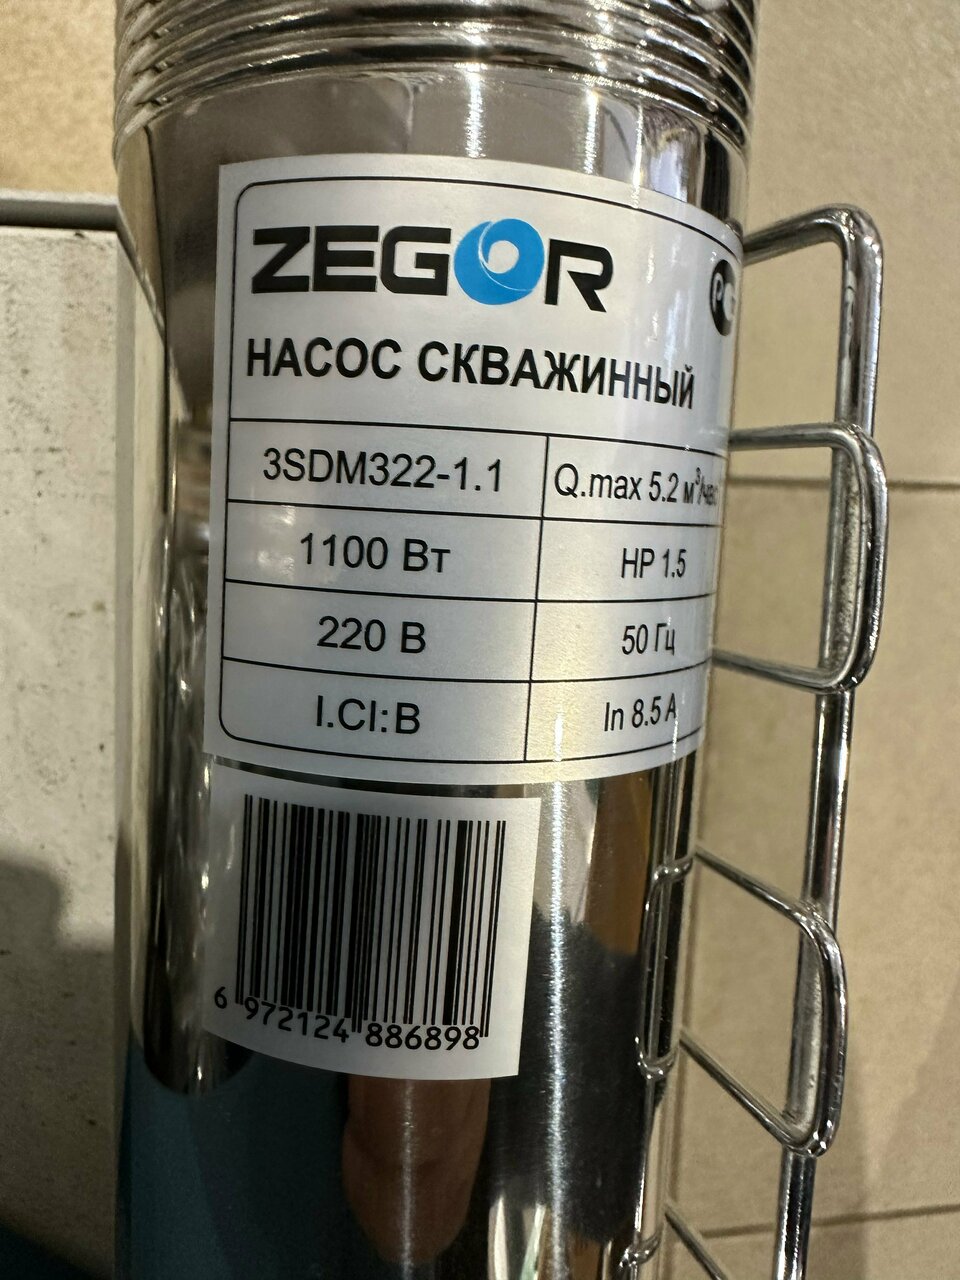 ZEGOR
НАСОС СКВАЖИННЫЙ
3SDM322-1.1 Q.max 5.2 м³/час
1100 Вт HP 1.5
220 В 50 Гц
I.Cl:B In 8.5 A
6 972124 886898